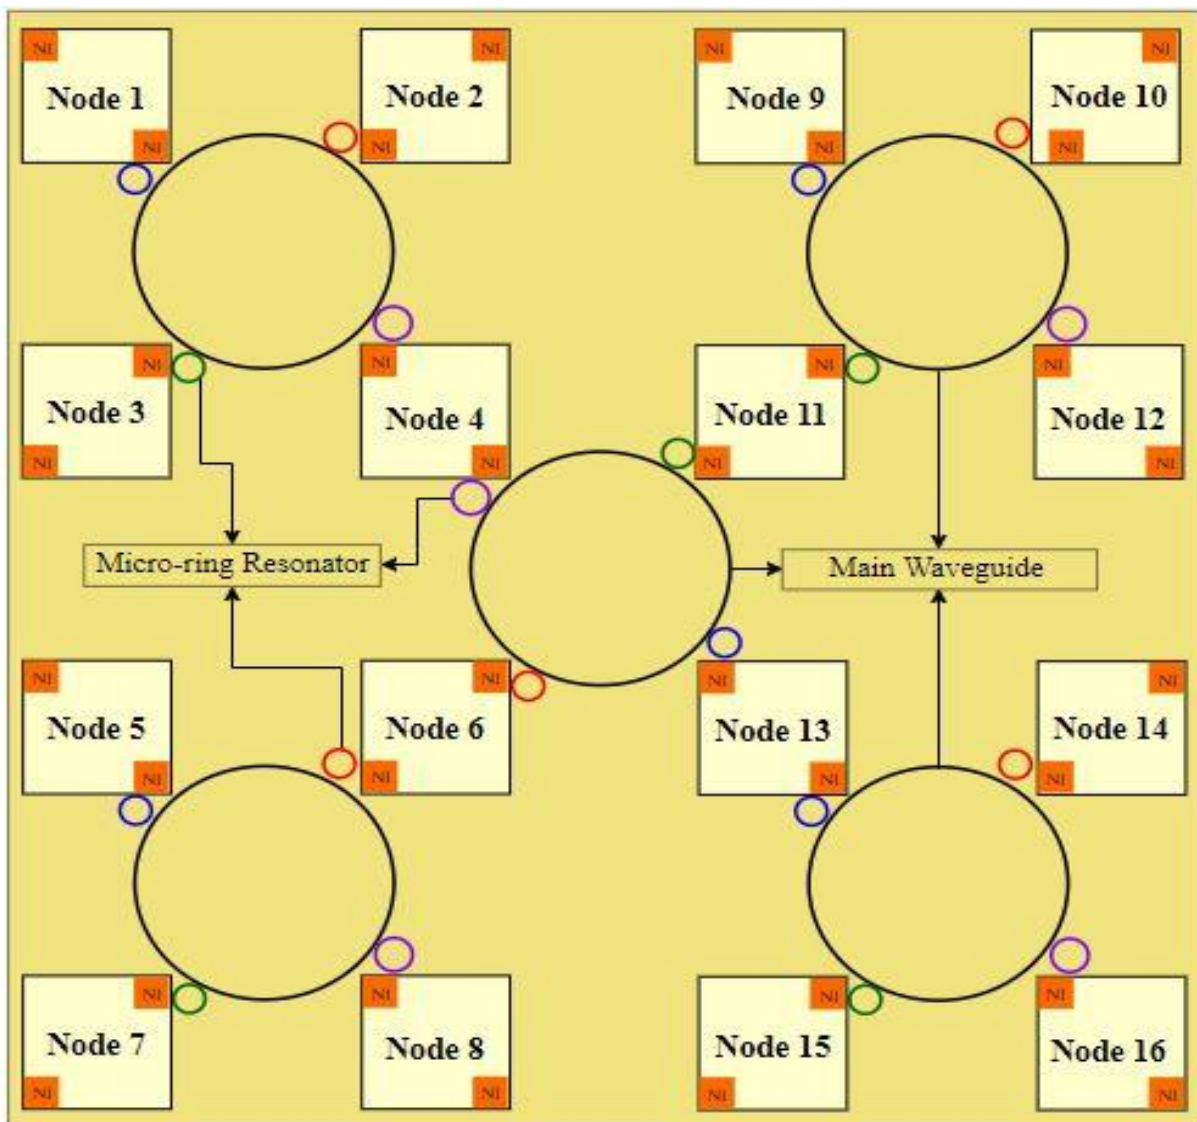 NI
NI
NI
NI
Node 1
Node 2
Node 9
Node 10
NI
NI
NI
NI
NI
NI
NI
NI
Node 3
Node 4
Node 11
Node 12
NI
NI
NI
NI
Micro-ring Resonator
Main Waveguide
NI
NI
NI
NI
Node 5
Node 6
Node 13
Node 14
NI
NI
NI
NI
NI
NI
NI
NI
Node 7
Node 8
Node 15
Node 16
NI
NI
NI
NI